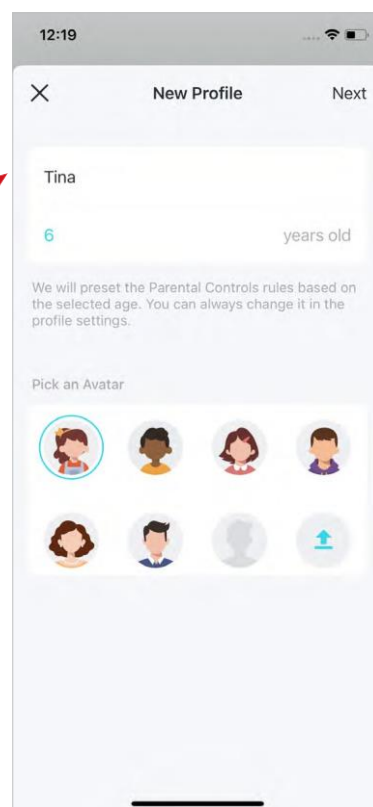 12:19
New Profile Next
Tina
6 years old
We will preset the Parental Controls rules based on
the selected age. You can always change it in the
profile settings.
Pick an Avatar